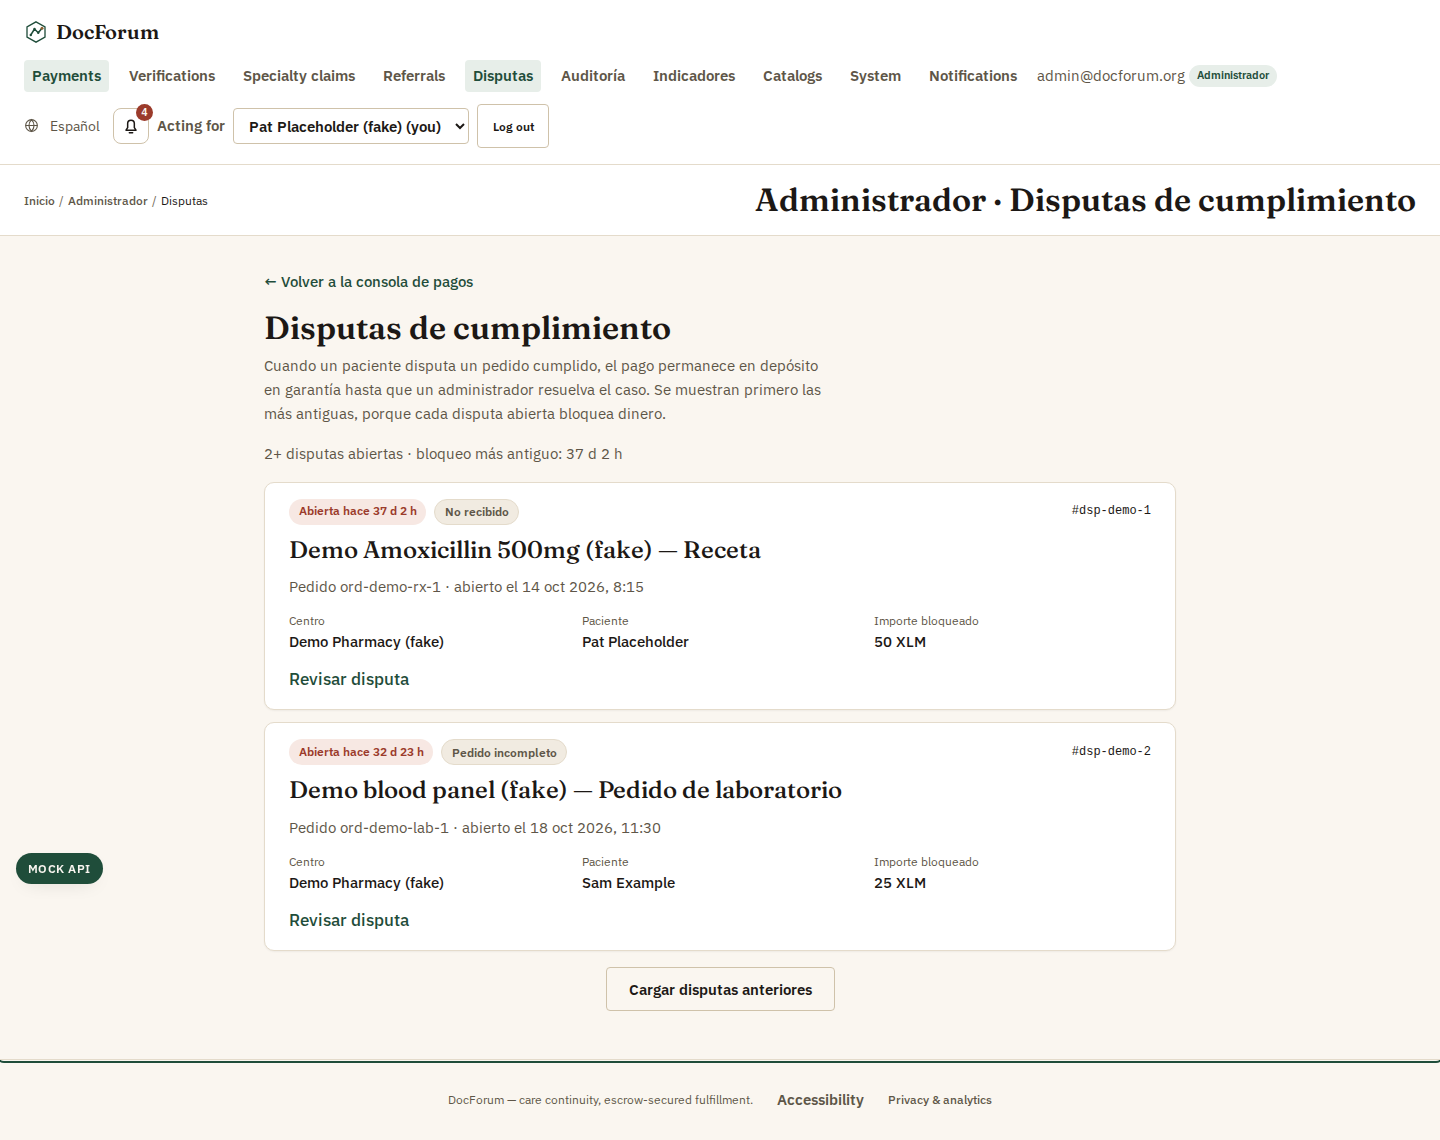 DocForum
Payments Verifications Specialty claims Referrals Disputas Auditoría Indicadores Catalogs System Notifications admin@docforum.org Administrador
Español 4 Acting for Pat Placeholder (fake) (you) Log out
Inicio / Administrador / Disputas
Administrador · Disputas de cumplimiento
← Volver a la consola de pagos
Disputas de cumplimiento
Cuando un paciente disputa un pedido cumplido, el pago permanece en depósito
en garantía hasta que un administrador resuelva el caso. Se muestran primero las
más antiguas, porque cada disputa abierta bloquea dinero.
2+ disputas abiertas · bloqueo más antiguo: 37 d 2 h
Abierta hace 37 d 2 h No recibido #dsp-demo-1
Demo Amoxicillin 500mg (fake) — Receta
Pedido ord-demo-rx-1 · abierto el 14 oct 2026, 8:15
Centro Paciente Importe bloqueado
Demo Pharmacy (fake) Pat Placeholder 50 XLM
Revisar disputa
Abierta hace 32 d 23 h Pedido incompleto #dsp-demo-2
Demo blood panel (fake) — Pedido de laboratorio
Pedido ord-demo-lab-1 · abierto el 18 oct 2026, 11:30
Centro Paciente Importe bloqueado
Demo Pharmacy (fake) Sam Example 25 XLM
Revisar disputa
MOCK API
Cargar disputas anteriores
DocForum — care continuity, escrow-secured fulfillment. Accessibility Privacy & analytics